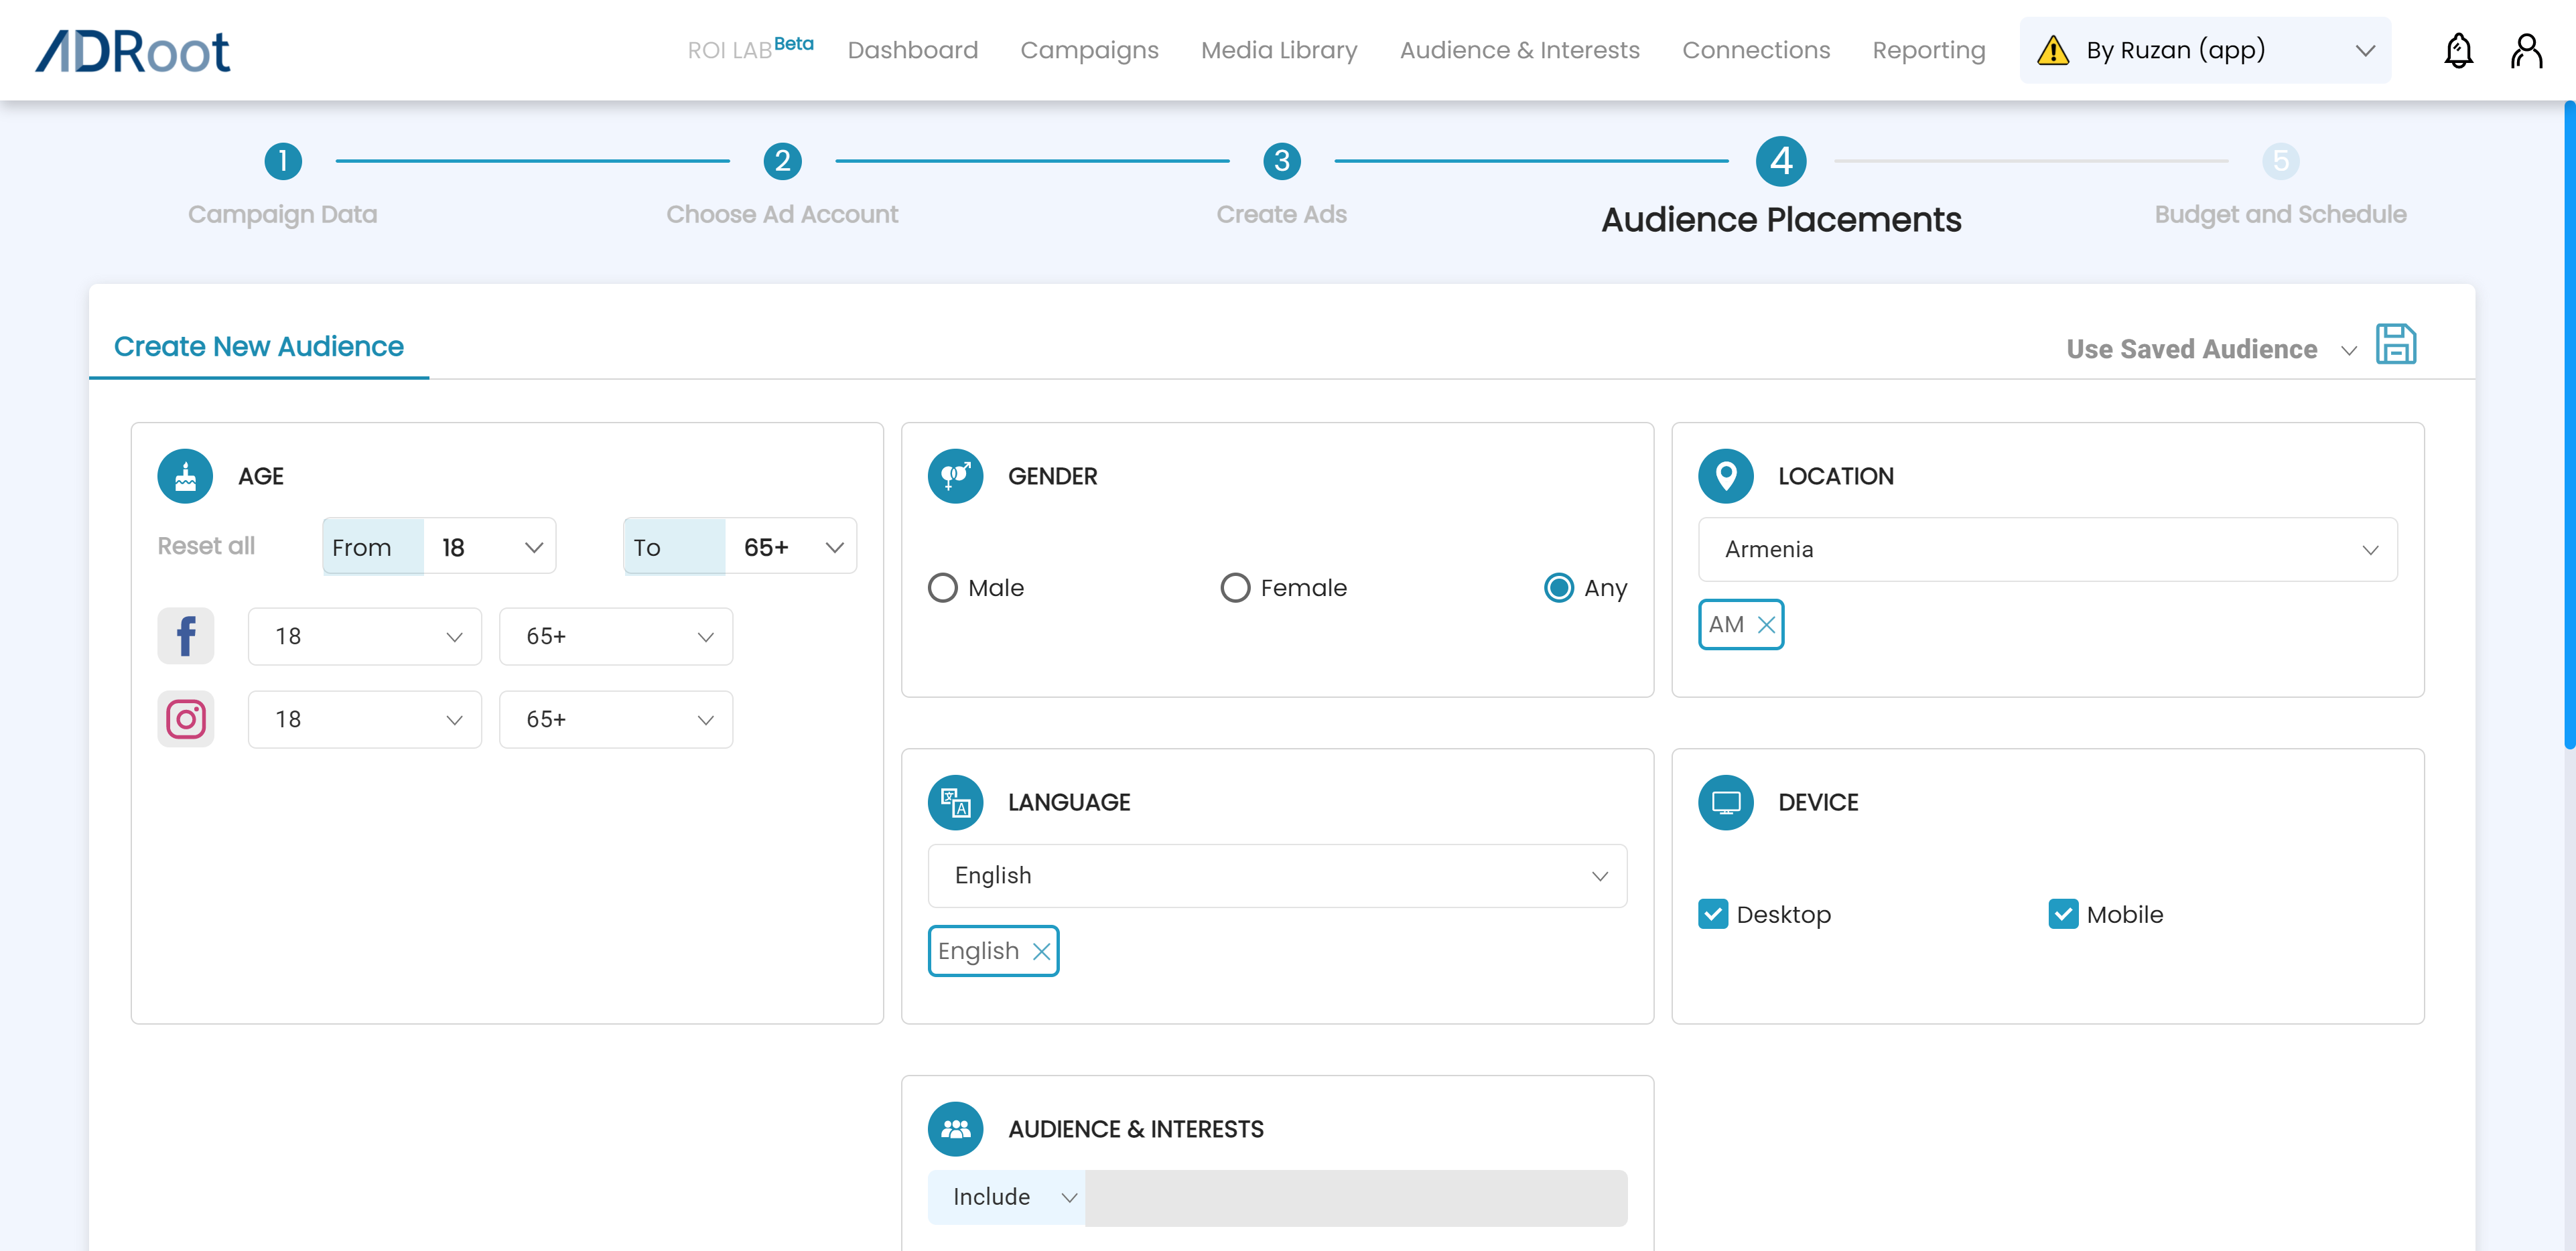 ADRoot
ROI LAB Beta
Dashboard
Campaigns
Media Library
Audience & Interests
Connections
Reporting
By Ruzan (app)
1
2
3
4
5
Campaign Data
Choose Ad Account
Create Ads
Audience Placements
Budget and Schedule
Create New Audience
Use Saved Audience
AGE
Reset all
From 18
To 65+
18 65+
18 65+
GENDER
Male
Female
Any
LOCATION
Armenia
AM
LANGUAGE
English
English
DEVICE
Desktop
Mobile
AUDIENCE & INTERESTS
Include